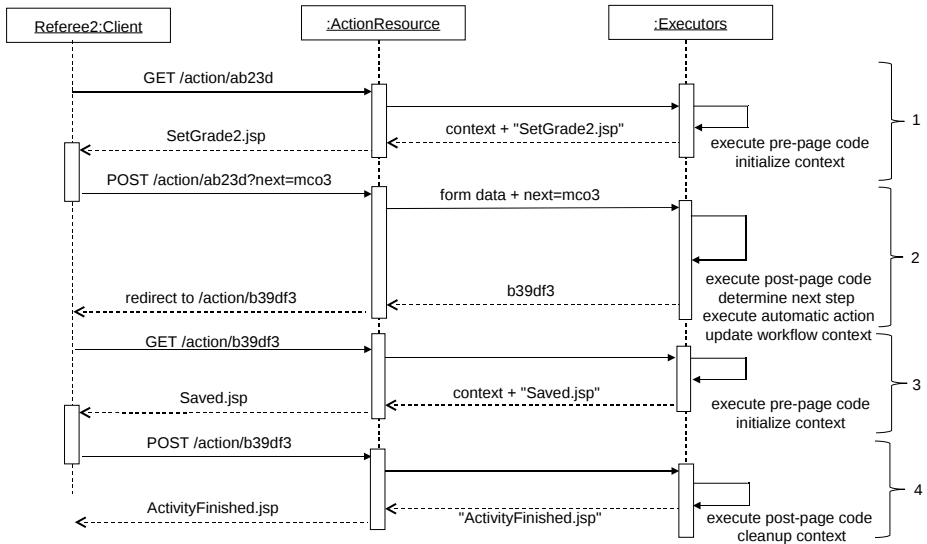 Referee2:Client
:ActionResource
:Executors
GET /action/ab23d
SetGrade2.jsp
context + "SetGrade2.jsp"
execute pre-page code
initialize context
1
POST /action/ab23d?next=mco3
form data + next=mco3
redirect to /action/b39df3
b39df3
execute post-page code
determine next step
execute automatic action
update workflow context
2
GET /action/b39df3
Saved.jsp
context + "Saved.jsp"
execute pre-page code
initialize context
3
POST /action/b39df3
ActivityFinished.jsp
"ActivityFinished.jsp"
execute post-page code
cleanup context
4